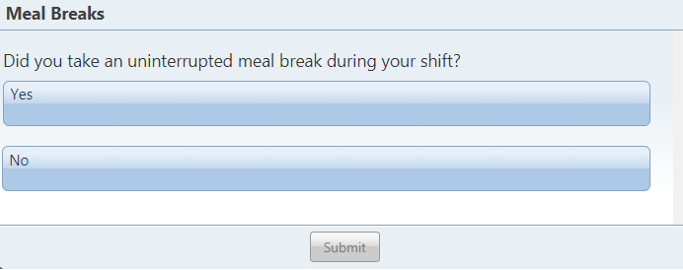 Meal Breaks
Did you take an uninterrupted meal break during your shift?
Yes
No
Submit